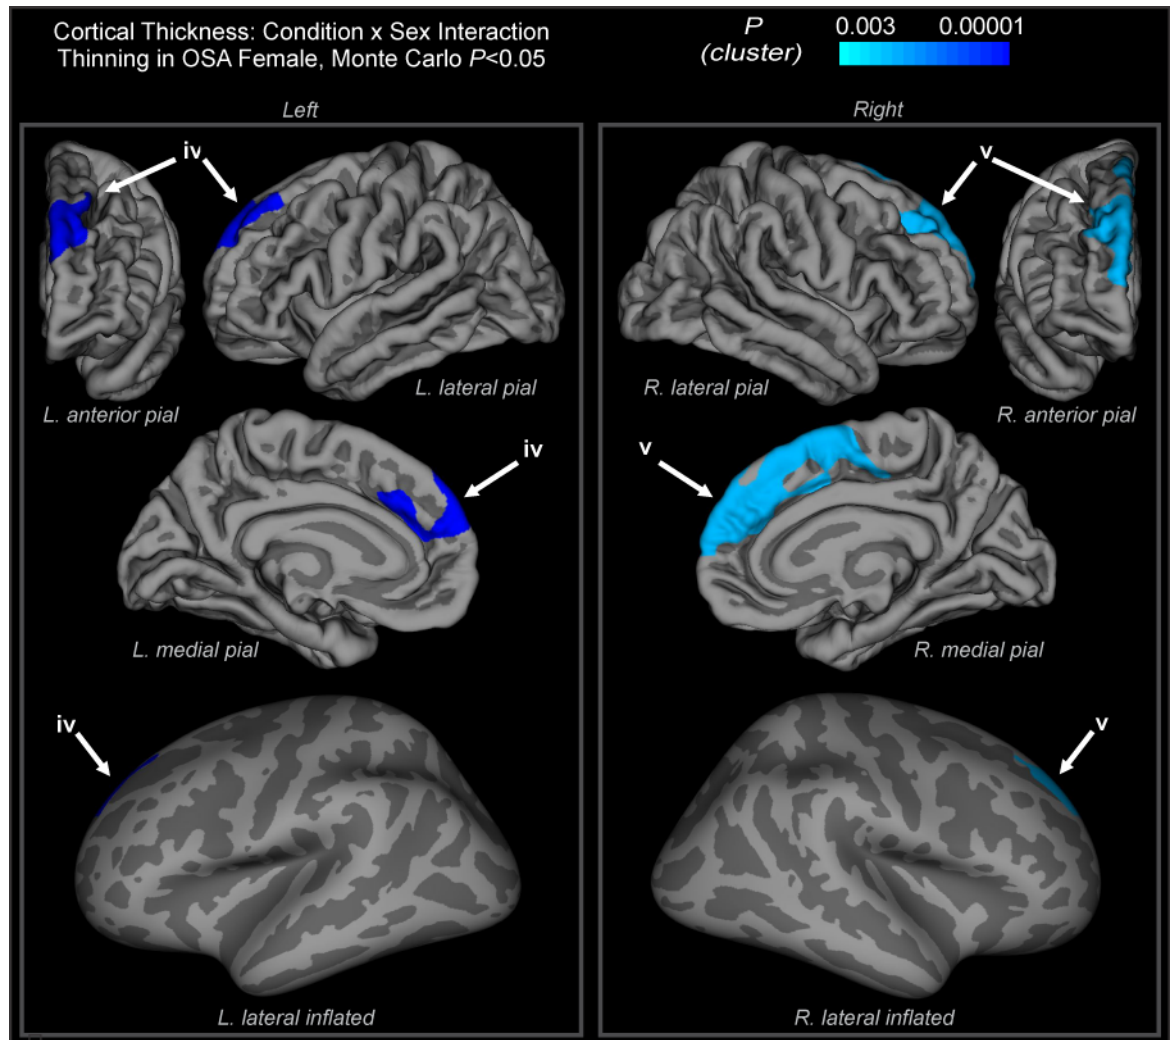 Cortical Thickness: Condition x Sex Interaction
Thinning in OSA Female, Monte Carlo P<0.05
P
(cluster)
0.003 0.00001
Left
iv
L. anterior pial
L. lateral pial
iv
L. medial pial
iv
L. lateral inflated
Right
v
R. lateral pial
R. anterior pial
v
R. medial pial
v
R. lateral inflated